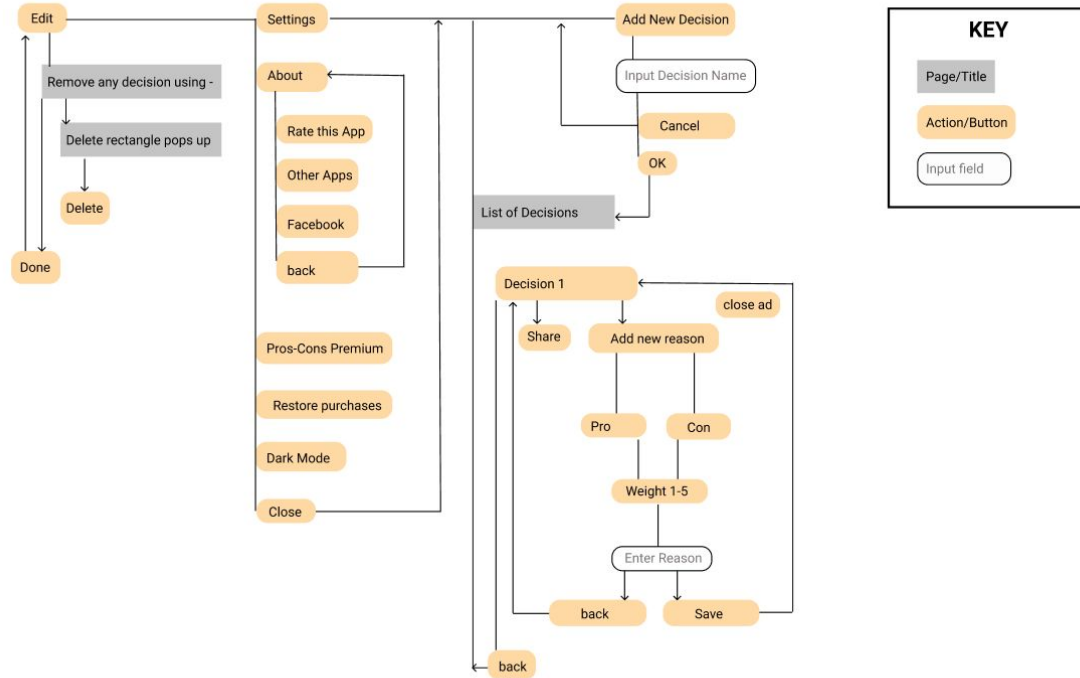 Edit
Settings
Add New Decision
KEY
Remove any decision using -
About
Input Decision Name
Page/Title
Delete rectangle pops up
Rate this App
Cancel
Action/Button
Other Apps
OK
Input field
Delete
Facebook
List of Decisions
Done
back
Decision 1
close ad
Share
Add new reason
Pros-Cons Premium
Restore purchases
Pro
Con
Dark Mode
Weight 1-5
Close
Enter Reason
back
Save
back